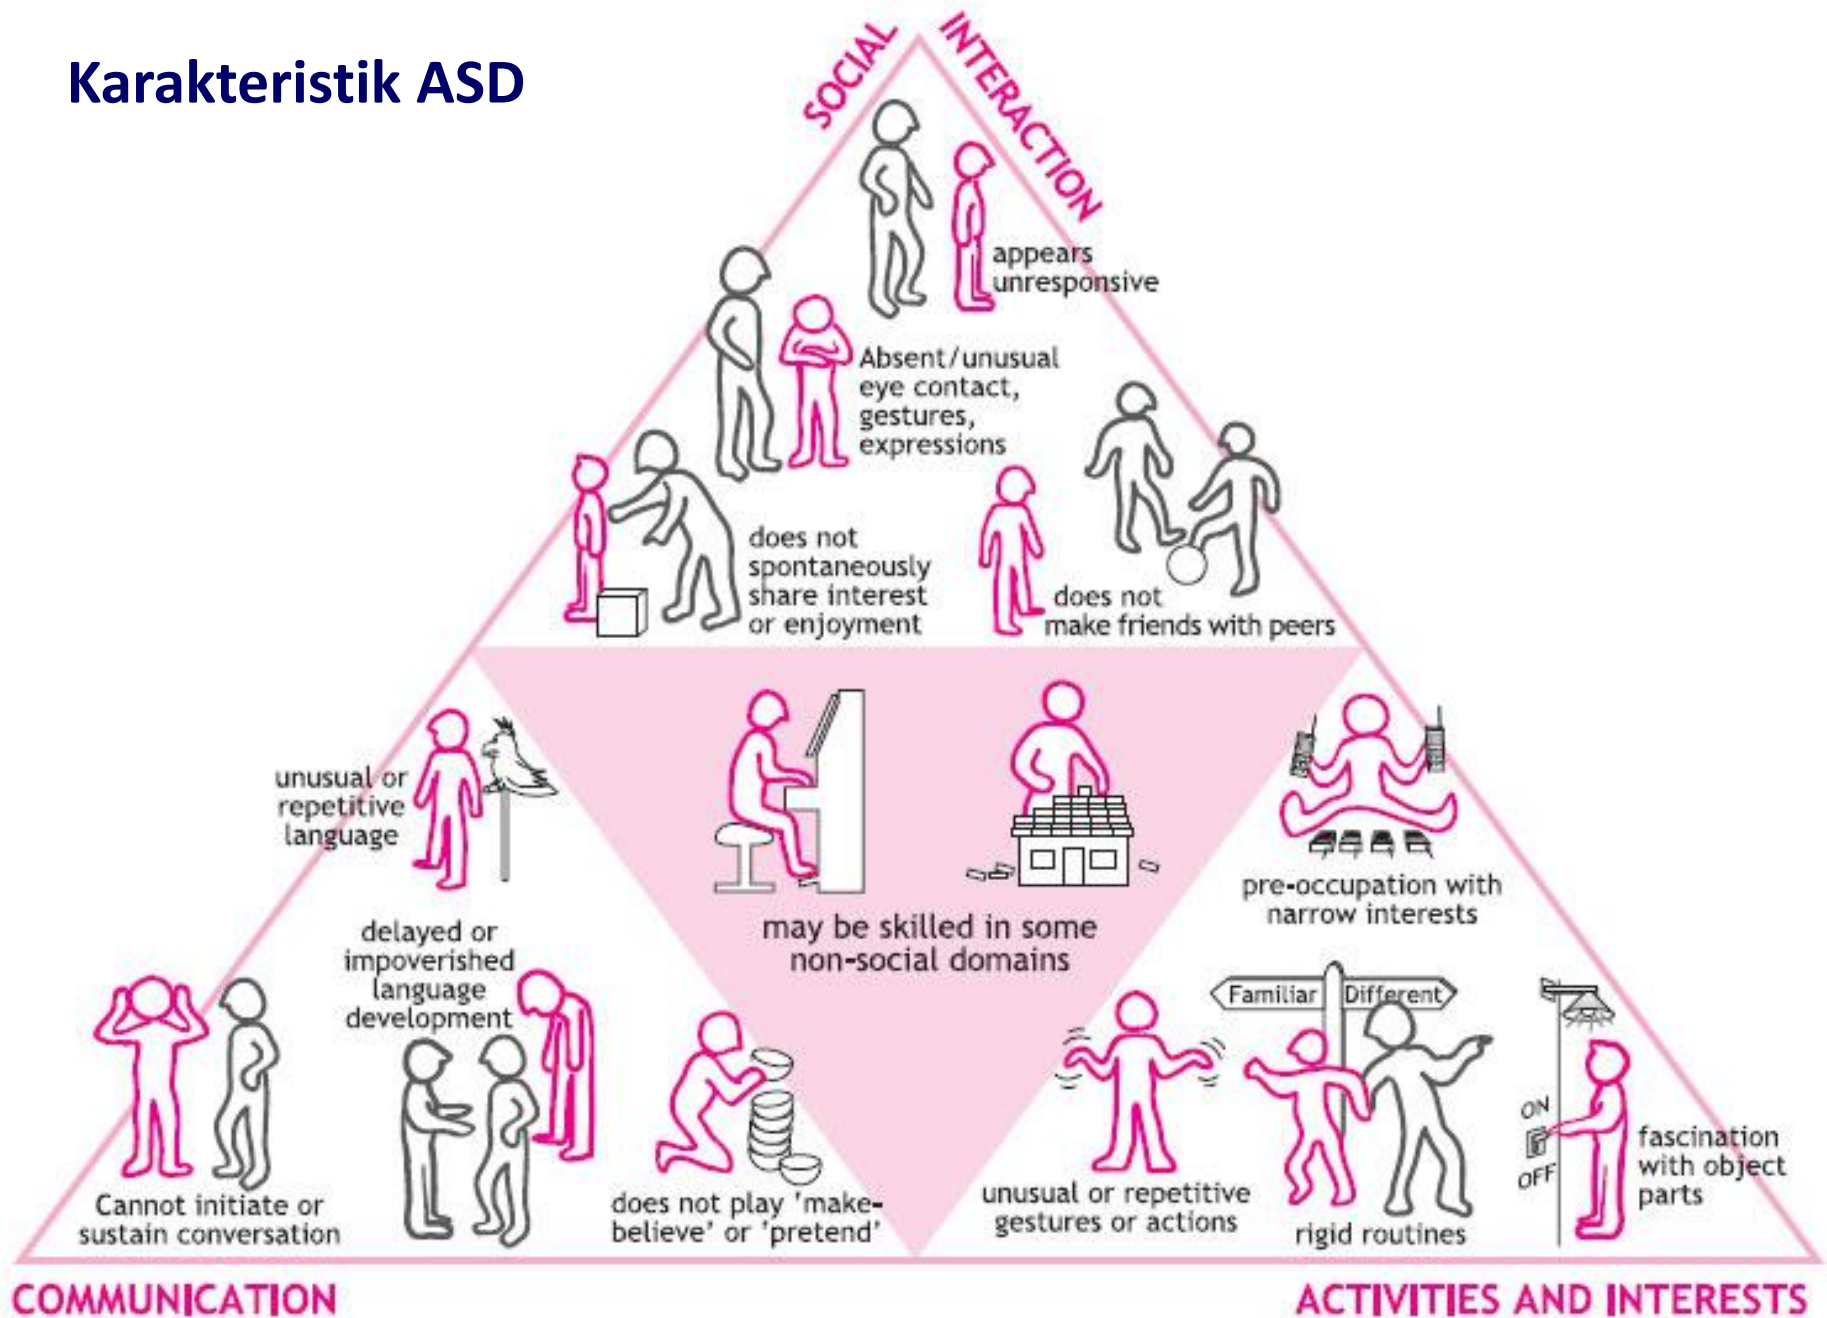 Karakteristik ASD
SOCIAL
INTERACTION
appears
unresponsive
Absent/unusual
eye contact,
gestures,
expressions
does not
spontaneously
share interest
or enjoyment
does not
make friends with peers
unusual or
repetitive
language
may be skilled in some
non-social domains
pre-occupation with
narrow interests
delayed or
impoverished
language
development
Cannot initiate or
sustain conversation
does not play 'make-
believe' or 'pretend'
unusual or repetitive
gestures or actions
Familiar
Different
rigid routines
ON
OFF
fascination
with object
parts
COMMUNICATION
ACTIVITIES AND INTERESTS